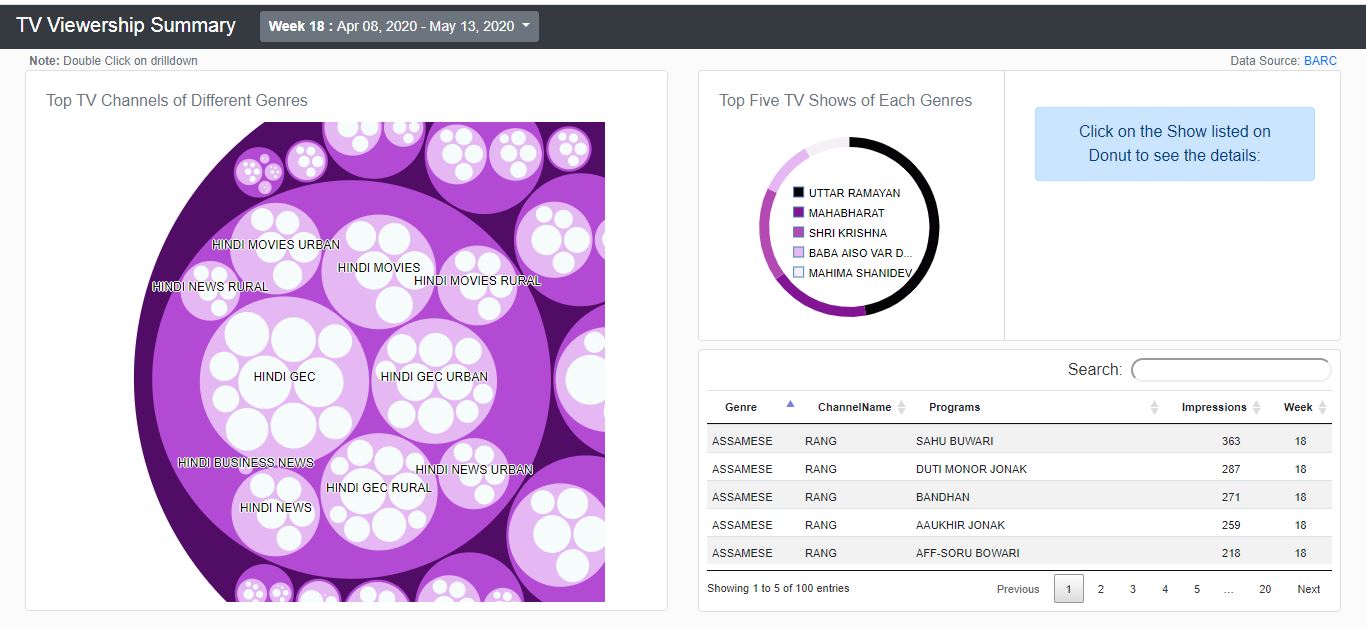 TV Viewership Summary
Week 18 : Apr 08, 2020 - May 13, 2020
Note: Double Click on drilldown
Data Source: BARC
Top TV Channels of Different Genres
HINDI MOVIES URBAN
HINDI MOVIES
HINDI MOVIES RURAL
HINDI NEWS RURAL
HINDI GEC
HINDI GEC URBAN
HINDI BUSINESS NEWS
HINDI NEWS URBAN
HINDI GEC RURAL
HINDI NEWS
Top Five TV Shows of Each Genres
UTTAR RAMAYAN
MAHABHARAT
SHRI KRISHNA
BABA AISO VAR D...
MAHIMA SHANIDEV
Click on the Show listed on
Donut to see the details:
Search:
Genre ChannelName Programs Impressions Week
ASSAMESE RANG SAHU BUWARI 363 18
ASSAMESE RANG DUTI MONOR JONAK 287 18
ASSAMESE RANG BANDHAN 271 18
ASSAMESE RANG AAUKHIR JONAK 259 18
ASSAMESE RANG AFF-SORU BOWARI 218 18
Showing 1 to 5 of 100 entries
Previous 1 2 3 4 5 ... 20 Next